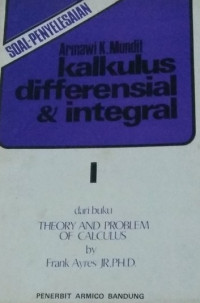 SOAL-PENYELESAIAN
Armawi K. Mundit
kalkulus
differensial
& integral
I
dari buku
THEORY AND PROBLEM
OF CALCULUS
by
Frank Ayres JR.PH.D.
PENERBIT ARMICO BANDUNG